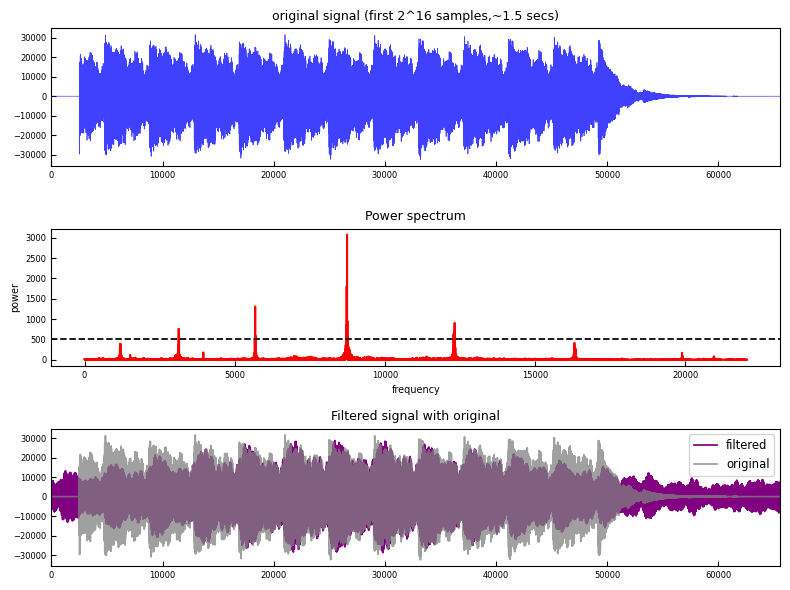 original signal (first 2^16 samples,~1.5 secs)
30000
20000
10000
0
−10000
−20000
−30000
0 10000 20000 30000 40000 50000 60000
Power spectrum
3000
2500
2000
1500
1000
500
0
power
0 5000 10000 15000 20000
frequency
Filtered signal with original
30000
20000
10000
0
−10000
−20000
−30000
filtered
original
0 10000 20000 30000 40000 50000 60000